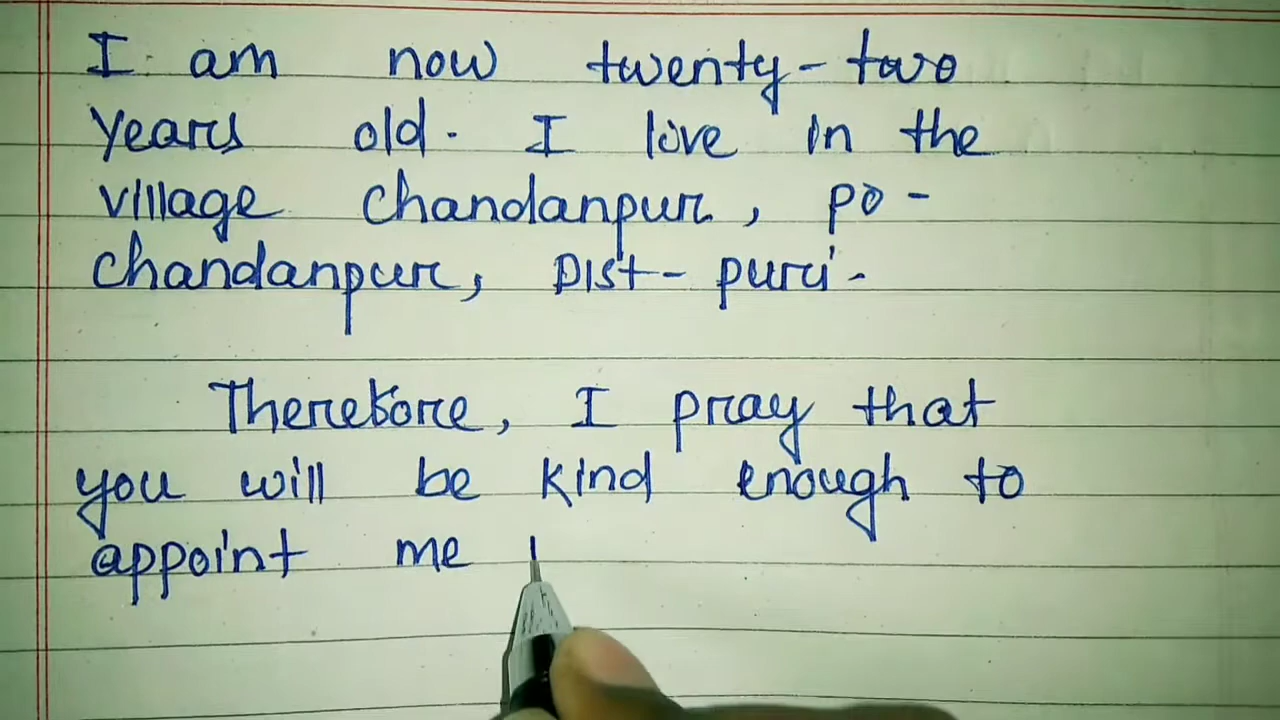 I am now twenty-two
Years old. I live in the
village Chandanpur, po-
chandanpur, Dist- puri-
Therefore, I pray that
you will be kind enough to
appoint me